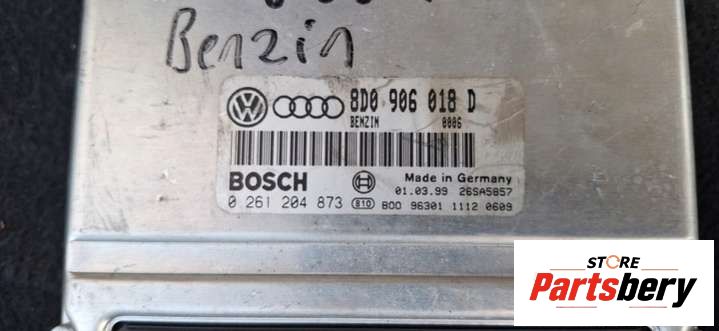 Benzin
8D0 906 018 D
BENZIN 0006
BOSCH
Made in Germany
01.03.99 26SA5857
0 261 204 873 810 B00 96301 1112 0609
STORE
Partsbery